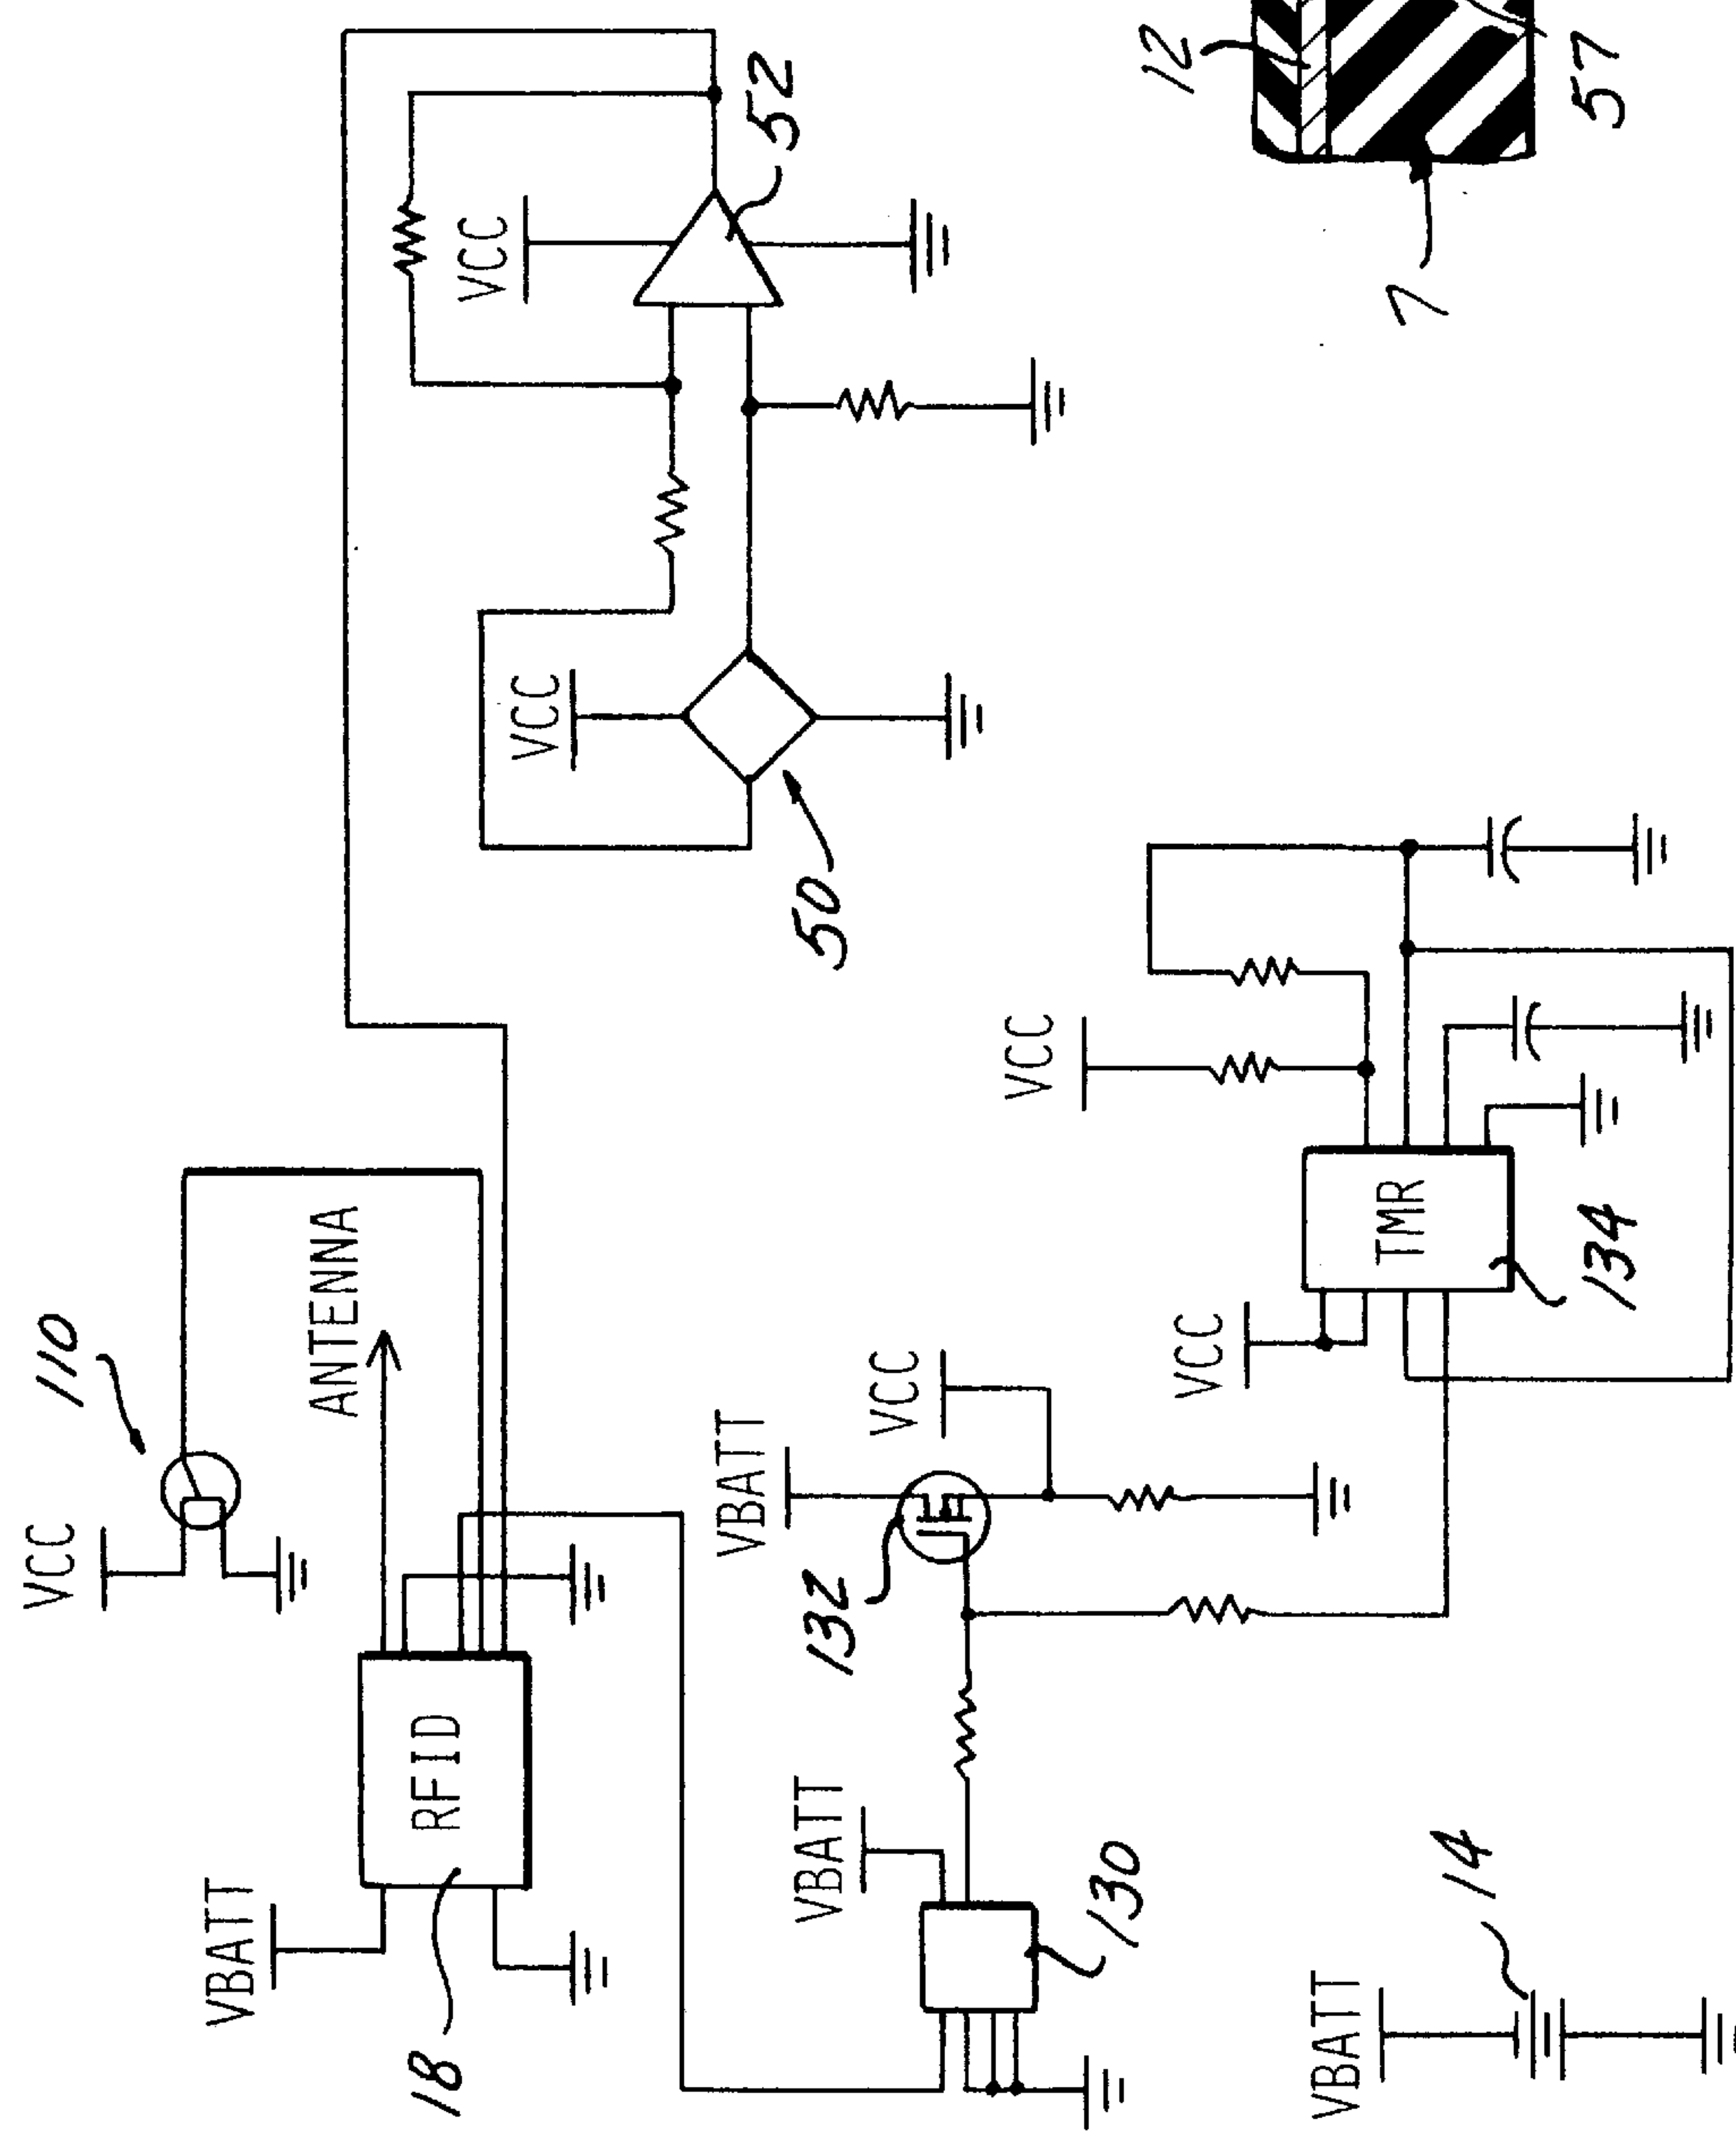 VCC
110
ANTENNA
VBATT
RFID
18
VCC
52
VCC
50
VBATT
VCC
132
VBATT
130
VCC
VCC
TMR
134
VBATT
14
12
7
57